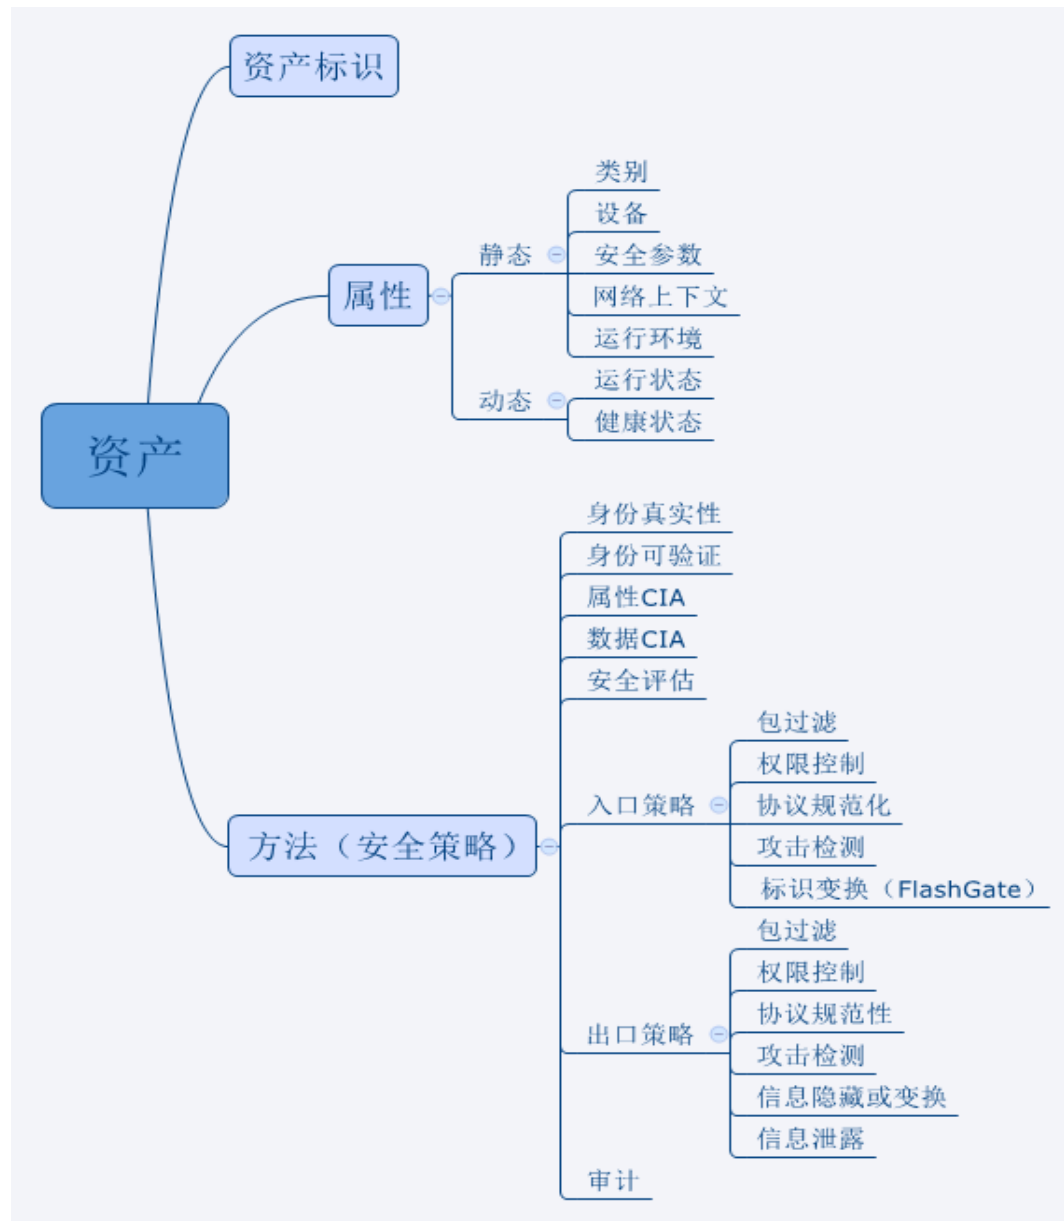 资产标识
类别
设备
静态
安全参数
属性
网络上下文
运行环境
动态
运行状态
健康状态
资产
身份真实性
身份可验证
属性CIA
数据CIA
安全评估
方法（安全策略）
入口策略
包过滤
权限控制
协议规范化
攻击检测
标识变换（FlashGate）
出口策略
包过滤
权限控制
协议规范性
攻击检测
信息隐藏或变换
信息泄露
审计